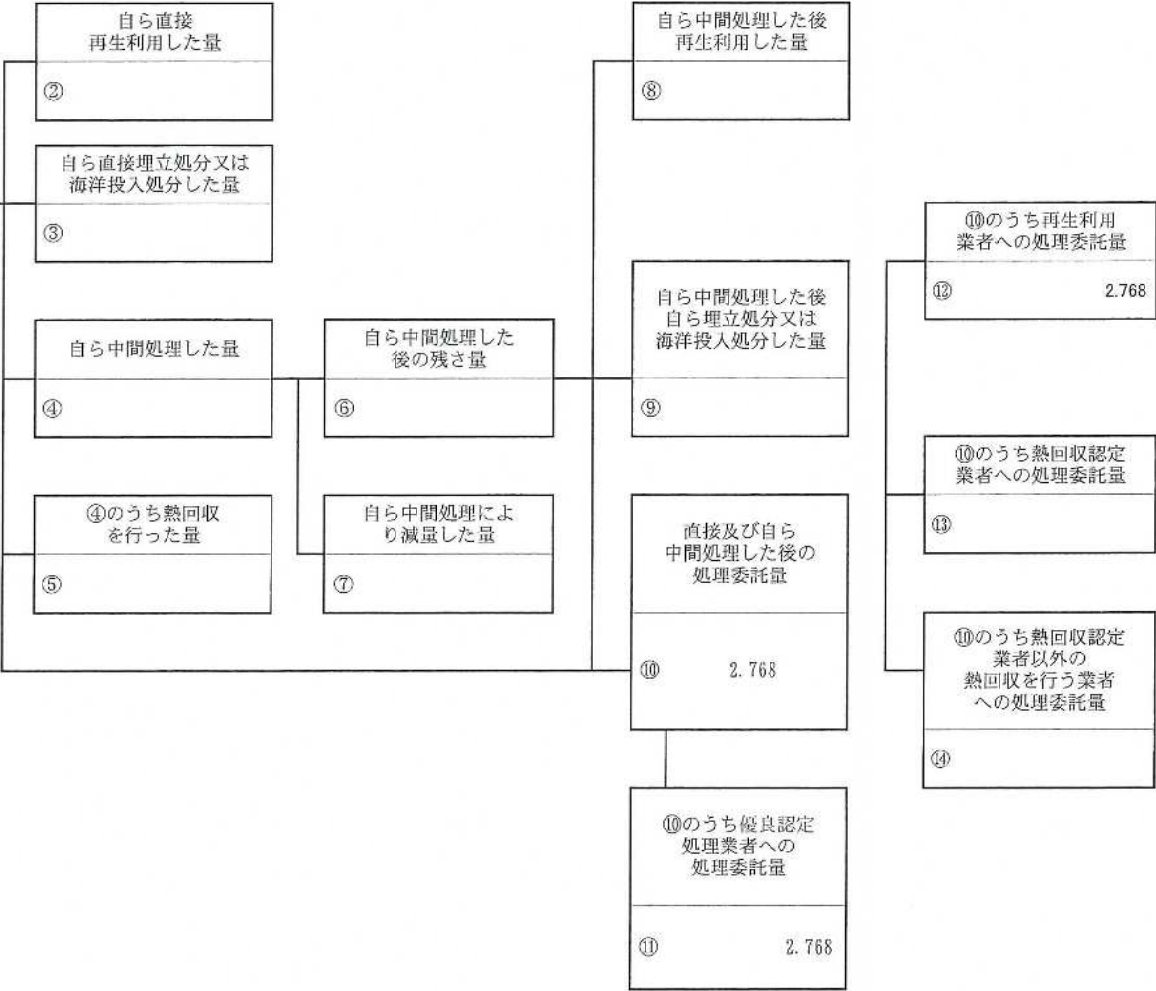 自ら直接
再生利用した量
②
自ら直接埋立処分又は
海洋投入処分した量
③
自ら中間処理した量
④
④のうち熱回収
を行った量
⑤
自ら中間処理した
後の残さ量
⑥
自ら中間処理によ
り減量した量
⑦
自ら中間処理した後
再生利用した量
⑧
自ら中間処理した後
自ら埋立処分又は
海洋投入処分した量
⑨
直接及び自ら
中間処理した後の
処理委託量
⑩ 2.768
⑩のうち優良認定
処理業者への
処理委託量
⑪ 2.768
⑩のうち再生利用
業者への処理委託量
⑫ 2.768
⑩のうち熱回収認定
業者への処理委託量
⑬
⑩のうち熱回収認定
業者以外の
熱回収を行う業者
への処理委託量
⑭